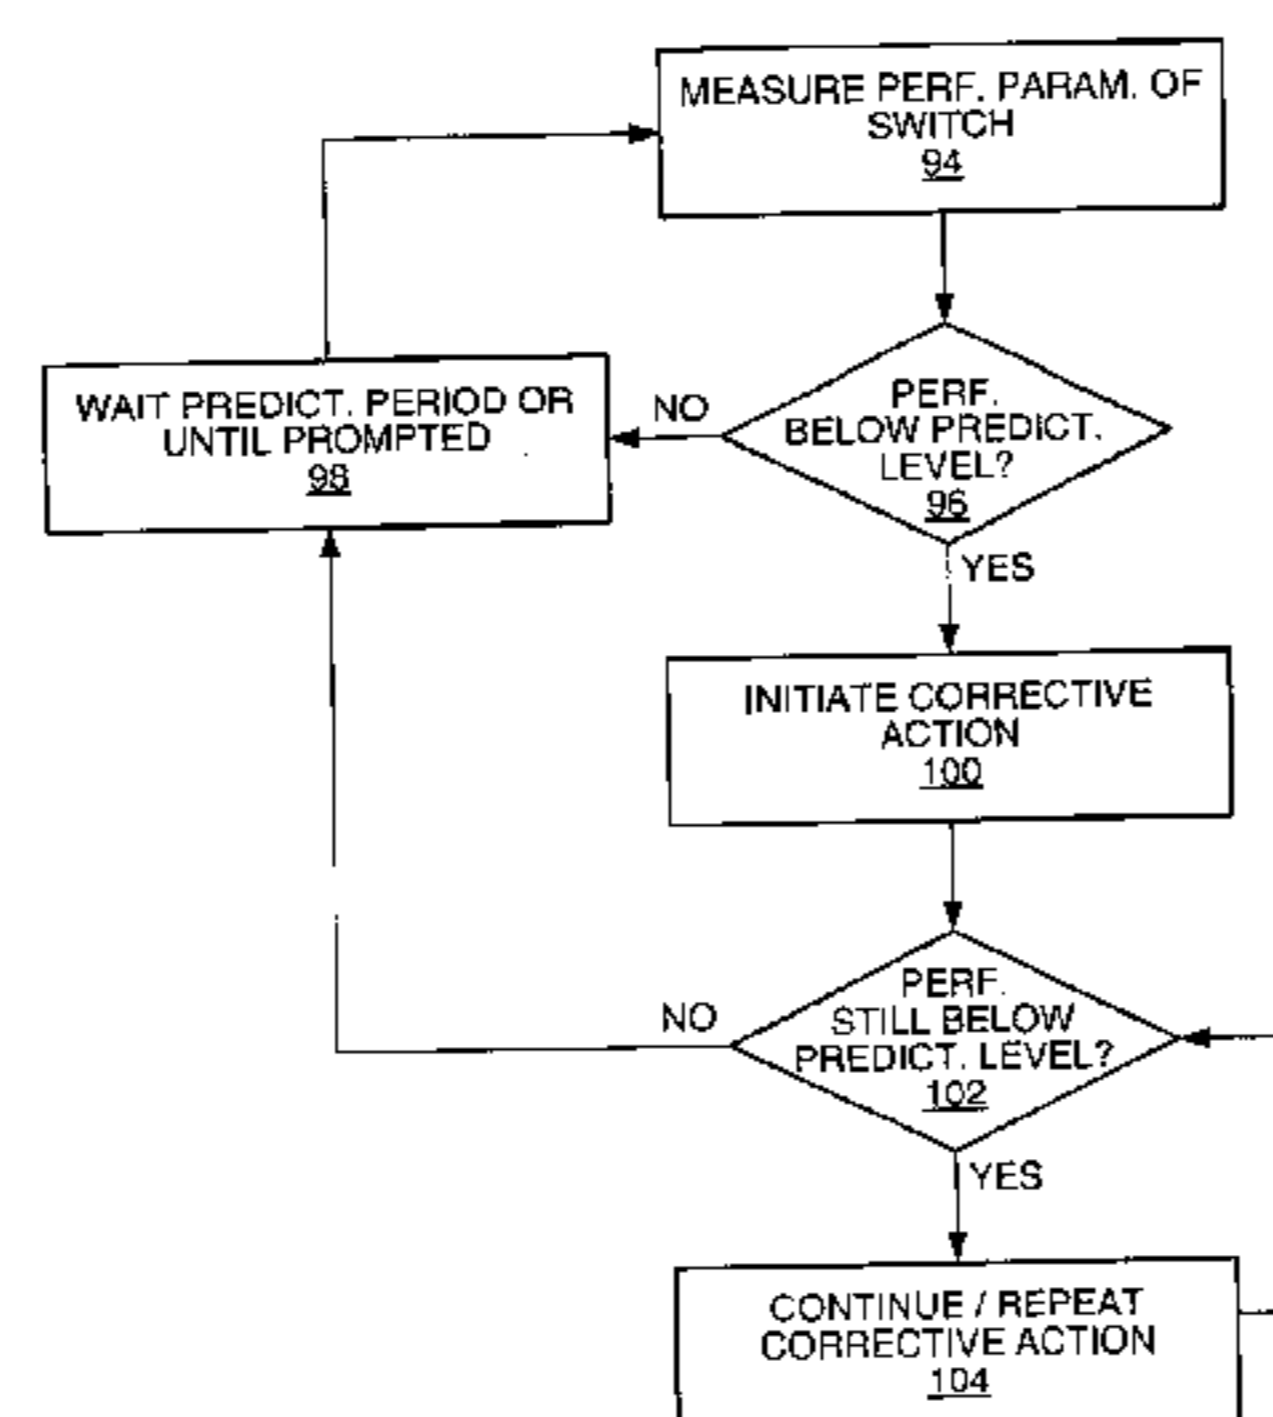 MEASURE PERF. PARAM. OF
SWITCH
94
WAIT PREDICT. PERIOD OR
UNTIL PROMPTED
98
NO
PERF.
BELOW PREDICT.
LEVEL?
96
YES
INITIATE CORRECTIVE
ACTION
100
NO
PERF.
STILL BELOW
PREDICT. LEVEL?
102
YES
CONTINUE / REPEAT
CORRECTIVE ACTION
104